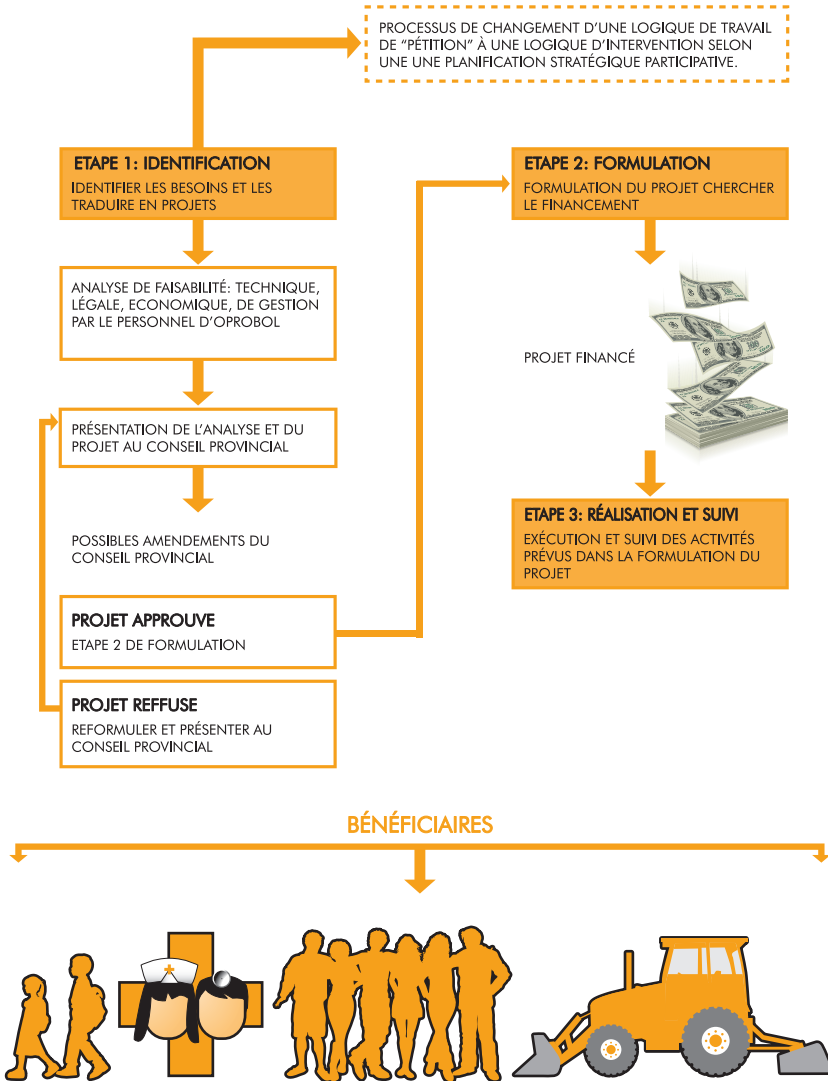 PROCESSUS DE CHANGEMENT D'UNE LOGIQUE DE TRAVAIL
DE "PÉTITION" À UNE LOGIQUE D'INTERVENTION SELON
UNE UNE PLANIFICATION STRATÉGIQUE PARTICIPATIVE.
ETAPE 1: IDENTIFICATION
IDENTIFIER LES BESOINS ET LES
TRADUIRE EN PROJETS
ANALYSE DE FAISABILITÉ: TECHNIQUE,
LÉGALE, ECONOMIQUE, DE GESTION
PAR LE PERSONNEL D'OPROBOL
PRÉSENTATION DE L'ANALYSE ET DU
PROJET AU CONSEIL PROVINCIAL
POSSIBLES AMENDEMENTS DU
CONSEIL PROVINCIAL
PROJET APPROUVE
ETAPE 2 DE FORMULATION
PROJET REFFUSE
REFORMULER ET PRÉSENTER AU
CONSEIL PROVINCIAL
ETAPE 2: FORMULATION
FORMULATION DU PROJET CHERCHER
LE FINANCEMENT
PROJET FINANCÉ
ETAPE 3: RÉALISATION ET SUIVI
EXÉCUTION ET SUIVI DES ACTIVITÉS
PRÉVUS DANS LA FORMULATION DU
PROJET
BÉNÉFICIAIRES